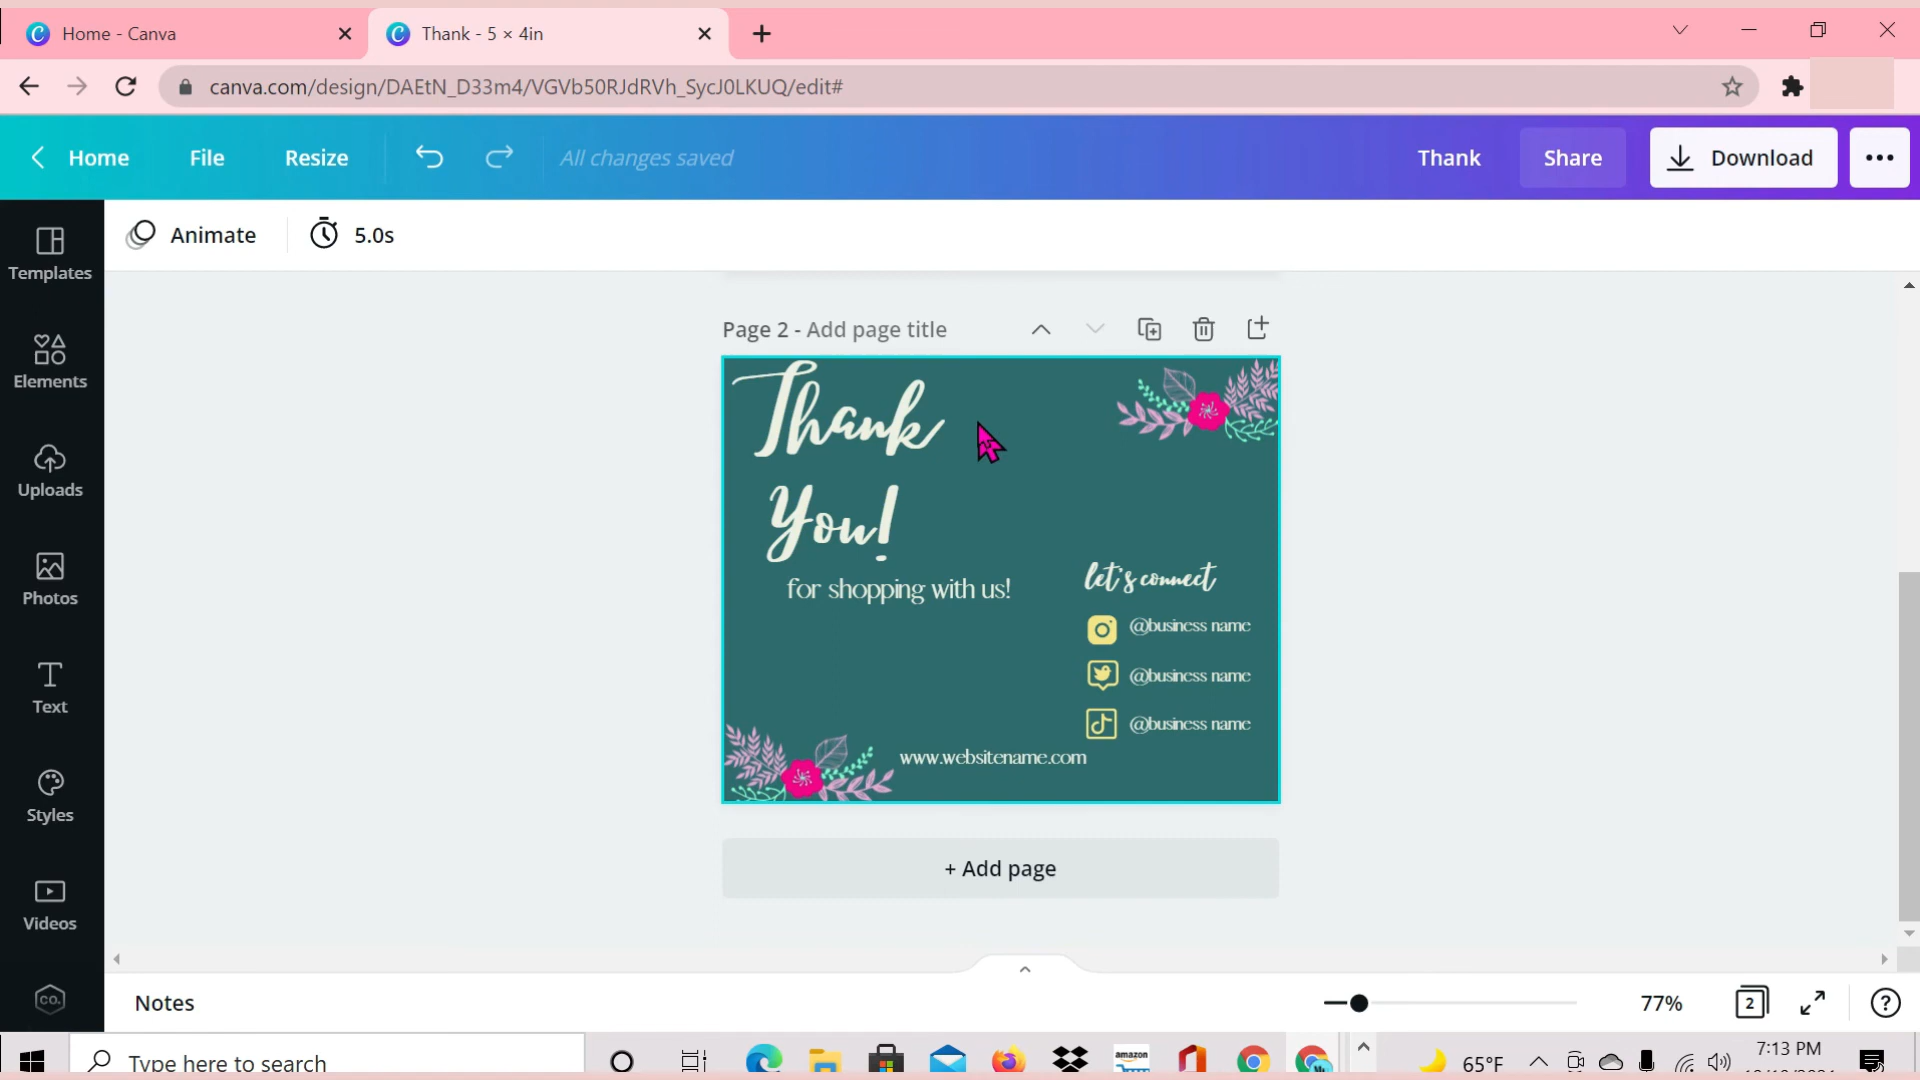 Home - Canva
Thank - 5 × 4in
canva.com/design/DAEtN_D33m4/VGVb50RJdRVh_SycJ0LKUQ/edit#
Home
File
Resize
All changes saved
Thank
Share
Download
Templates
Animate
5.0s
Elements
Uploads
Photos
Text
Styles
Videos
CO.
Page 2 - Add page title
Thank
You!
for shopping with us!
let's connect
@business name
@business name
@business name
www.websitename.com
+ Add page
Notes
77%
2
Type here to search
amazon
65°F
7:13 PM